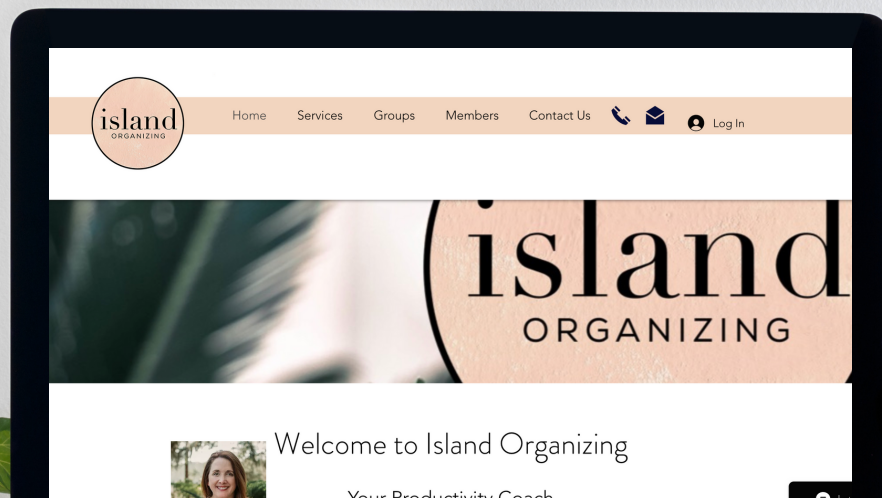 island
ORGANIZING
Home Services Groups Members Contact Us Log In
island
ORGANIZING
Welcome to Island Organizing
Your Productivity Coach